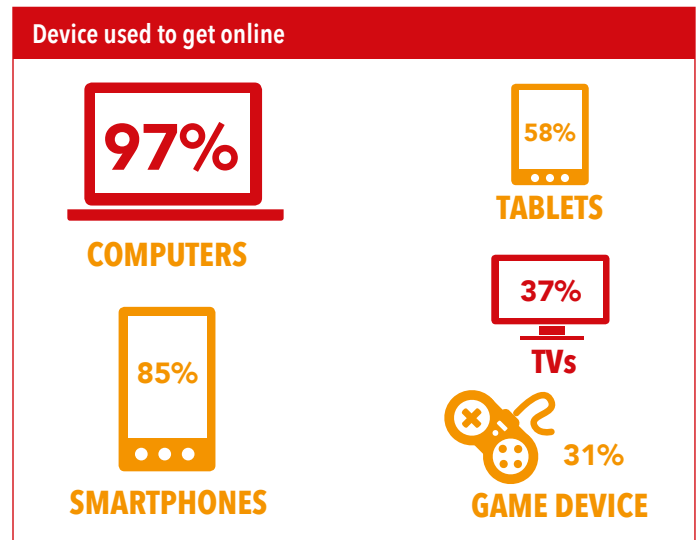 Device used to get online
97%
COMPUTERS
85%
SMARTPHONES
58%
TABLETS
37%
TVs
31%
GAME DEVICE